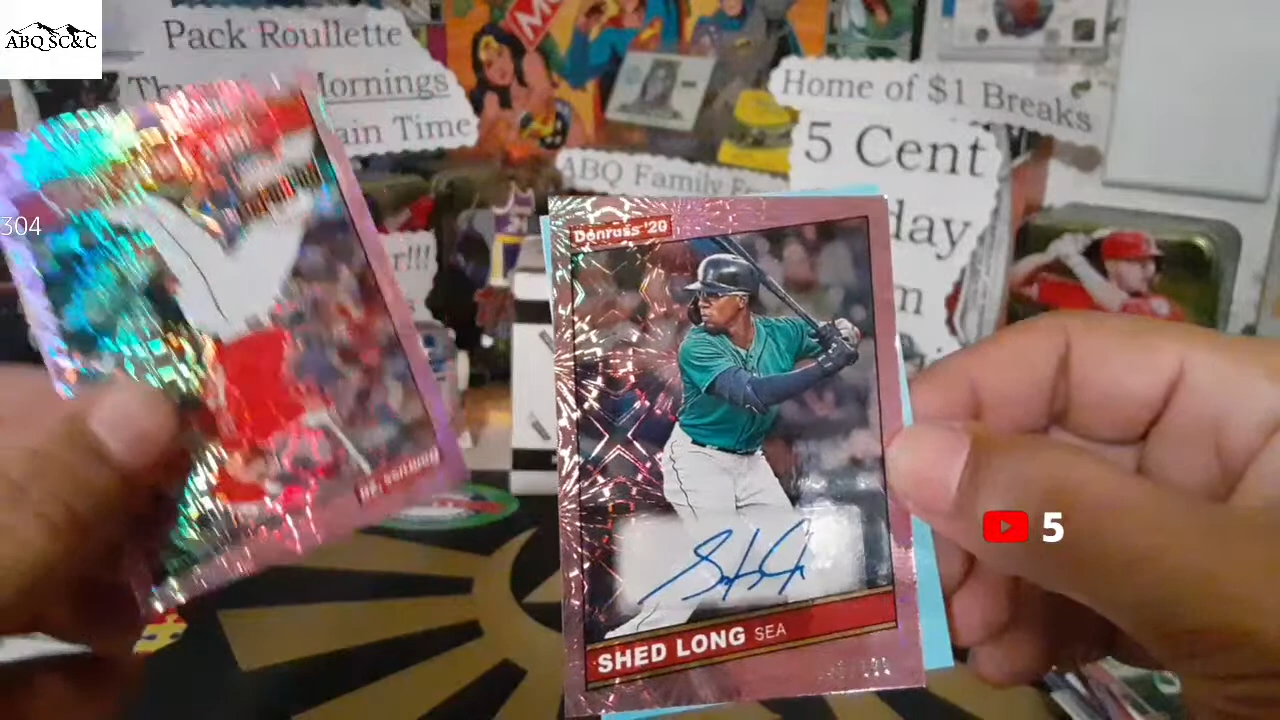 ABQ SC&C
Pack Roullette
Mornings
ain Time
Home of $1 Breaks
5 Cent
day
m
ABQ Family F
r!!!
304
Donruss '20
5
SHED LONG SEA